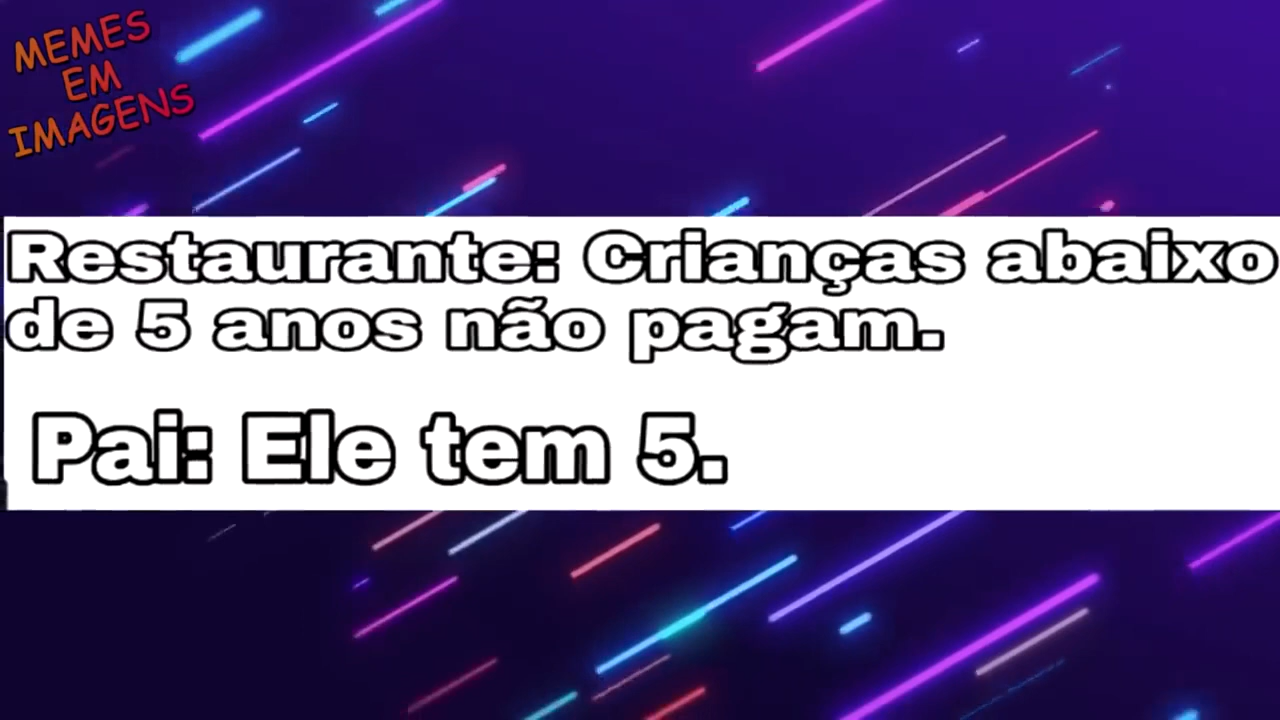 MEMES
EM
IMAGENS
Restaurante: Crianças abaixo
de 5 anos não pagam.
Pai: Ele tem 5.